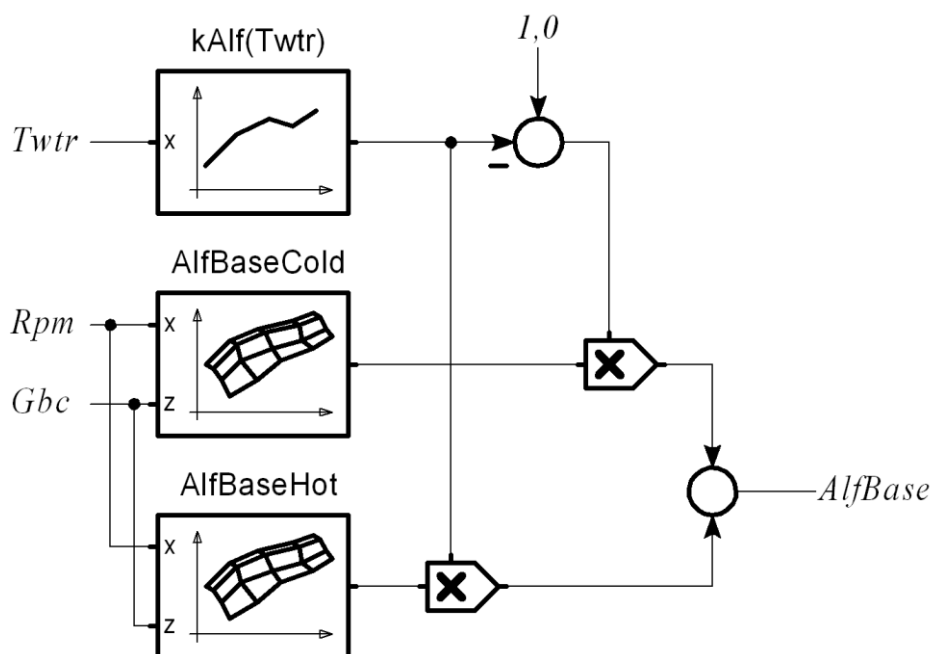 1,0
kAlf(Twtr)
Twtr
X
AlfBaseCold
Rpm
X
Gbc
Z
AlfBaseHot
AlfBase
X
Z